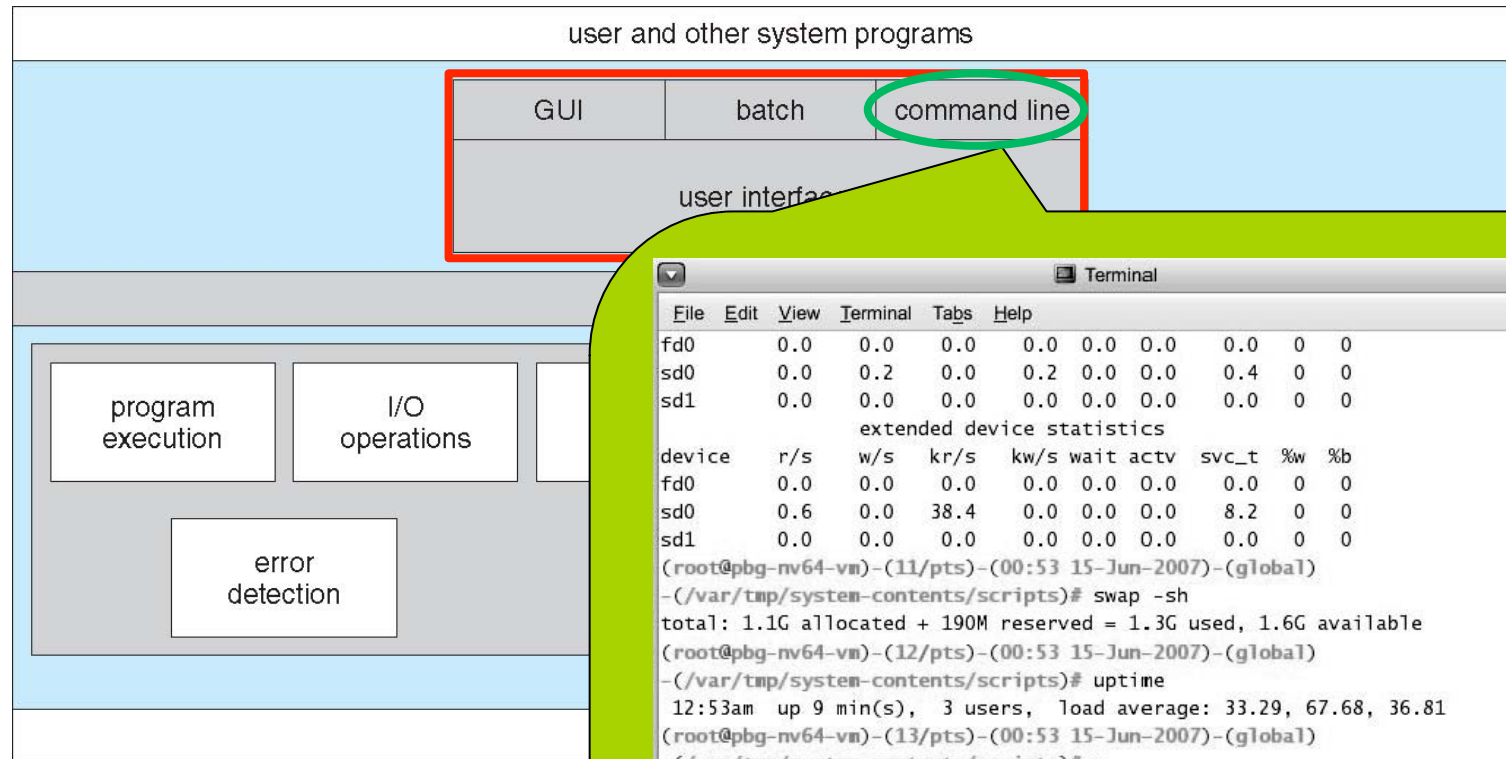 user and other system programs
GUI
batch
command line
user interface
program
execution
I/O
operations
error
detection
Terminal
File Edit View Terminal Tabs Help
fd0 0.0 0.0 0.0 0.0 0.0 0.0 0.0 0 0
sd0 0.0 0.2 0.0 0.2 0.0 0.0 0.4 0 0
sd1 0.0 0.0 0.0 0.0 0.0 0.0 0.0 0 0
extended device statistics
device r/s w/s kr/s kw/s wait actv svc_t %w %b
fd0 0.0 0.0 0.0 0.0 0.0 0.0 0.0 0 0
sd0 0.6 0.0 38.4 0.0 0.0 0.0 8.2 0 0
sd1 0.0 0.0 0.0 0.0 0.0 0.0 0.0 0 0
(root@pbg-nv64-vm)-(11/pts)-(00:53 15-Jun-2007)-(global)
-(/var/tmp/system-contents/scripts)# swap -sh
total: 1.1G allocated + 190M reserved = 1.3G used, 1.6G available
(root@pbg-nv64-vm)-(12/pts)-(00:53 15-Jun-2007)-(global)
-(/var/tmp/system-contents/scripts)# uptime
12:53am up 9 min(s), 3 users, load average: 33.29, 67.68, 36.81
(root@pbg-nv64-vm)-(13/pts)-(00:53 15-Jun-2007)-(global)